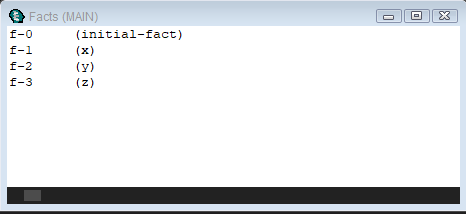 Facts (MAIN)
f-0     (initial-fact)
f-1     (x)
f-2     (y)
f-3     (z)